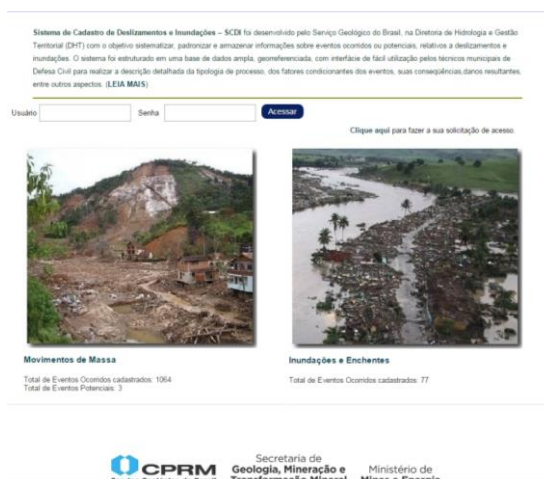 Sistema de Cadastro de Deslizamentos e Inundações – SCDI foi desenvolvido pelo Serviço Geológico do Brasil, na Diretoria de Hidrologia e Gestão
Territorial (DHT) com o objetivo sistematizar, padronizar e armazenar informações sobre eventos ocorridos ou potenciais, relativos a deslizamentos e
inundações. O sistema foi estruturado em uma base de dados ampla, georreferenciada, com interfácie de fácil utilização pelos técnicos municipais de
Defesa Civil para realizar a descrição detalhada da tipologia de processo, dos fatores condicionantes dos eventos, suas conseqüências,danos resultantes,
entre outros aspectos. (LEIA MAIS)
Usuário Senha Acessar
Clique aqui para fazer a sua solicitação de acesso.
Movimentos de Massa
Total de Eventos Ocorridos cadastrados: 1064
Total de Eventos Potenciais: 3
Inundações e Enchentes
Total de Eventos Ocorridos cadastrados: 77
CPRM
Secretaria de
Geologia, Mineração e
Transformação Mineral
Ministério de
Minas e Energia